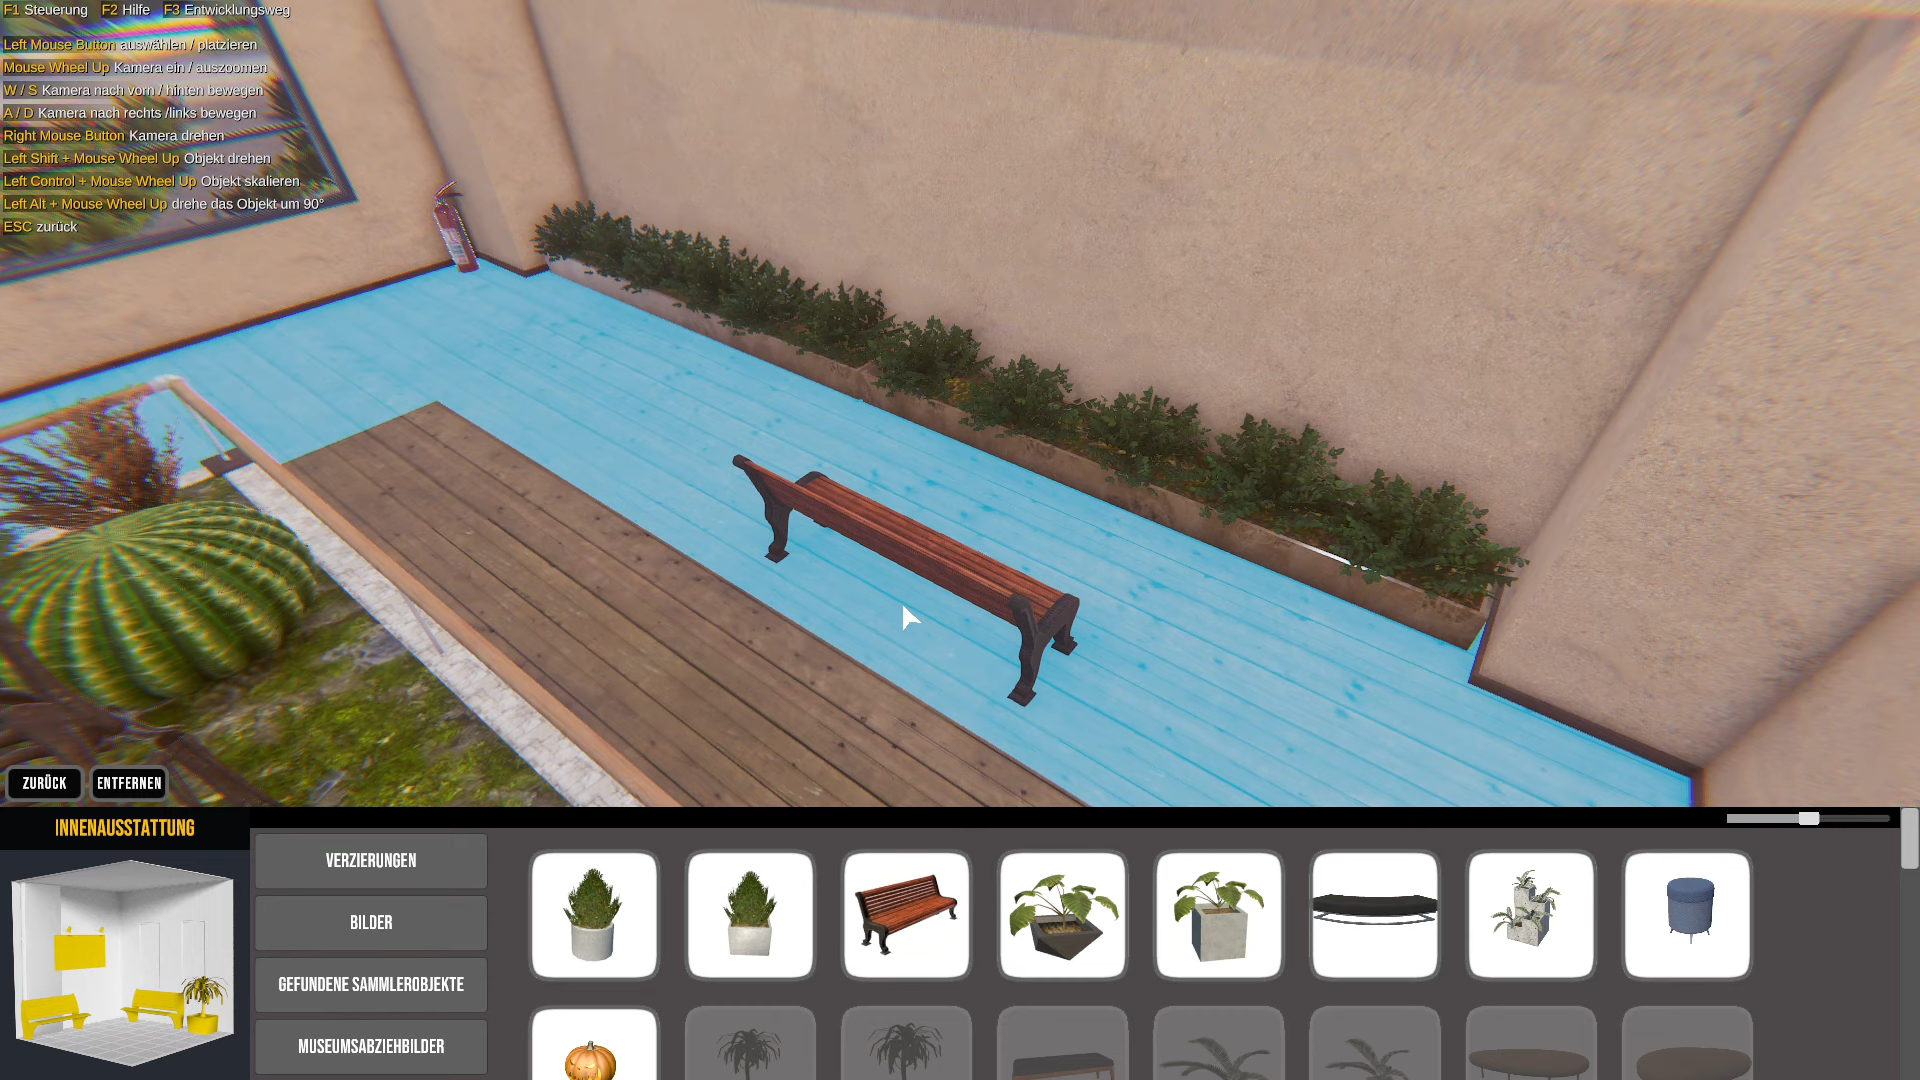 F1 Steuerung F2 Hilfe F3 Entwicklungsweg
Left Mouse Button auswählen / platzieren
Mouse Wheel Up Kamera ein / auszoomen
W / S Kamera nach vorn / hinten bewegen
A / D Kamera nach rechts /links bewegen
Right Mouse Button Kamera drehen
Left Shift + Mouse Wheel Up Objekt drehen
Left Control + Mouse Wheel Up Objekt skalieren
Left Alt + Mouse Wheel Up drehe das Objekt um 90°
ESC zurück
ZURÜCK ENTFERNEN
INNENAUSSTATTUNG
VERZIERUNGEN
BILDER
GEFUNDENE SAMMLEROBJEKTE
MUSEUMSABZIEHBILDER